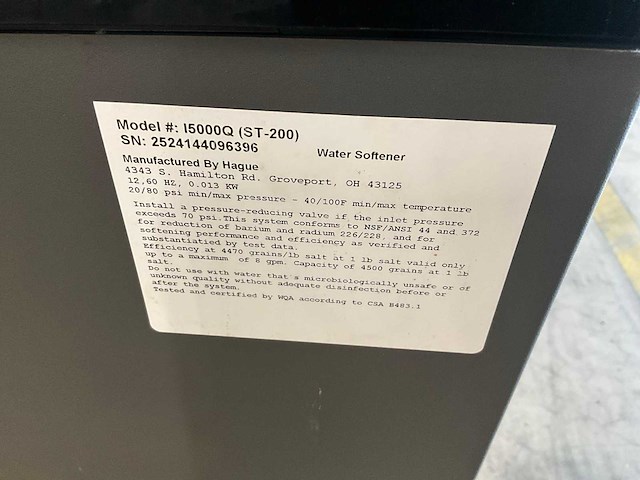 Model #: I5000Q (ST-200)
SN: 2524144096396
Water Softener
Manufactured By Hague
4343 S. Hamilton Rd. Groveport, OH 43125
12,60 HZ, 0.013 KW
20/80 psi min/max pressure - 40/100F min/max temperature
Install a pressure-reducing valve if the inlet pressure
exceeds 70 psi.This system conforms to NSF/ANSI 44 and 372
for reduction of barium and radium 226/228, and for
softening performance and efficiency as verified and
substantiated by test data.
Efficiency at 4470 grains/lb salt at 1 lb salt valid only
up to a maximum of 8 gpm. Capacity of 4500 grains at 1 lb
salt.
Do not use with water that's microbiologically unsafe or of
unknown quality without adequate disinfection before or
after the system.
Tested and certified by WQA according to CSA B483.1